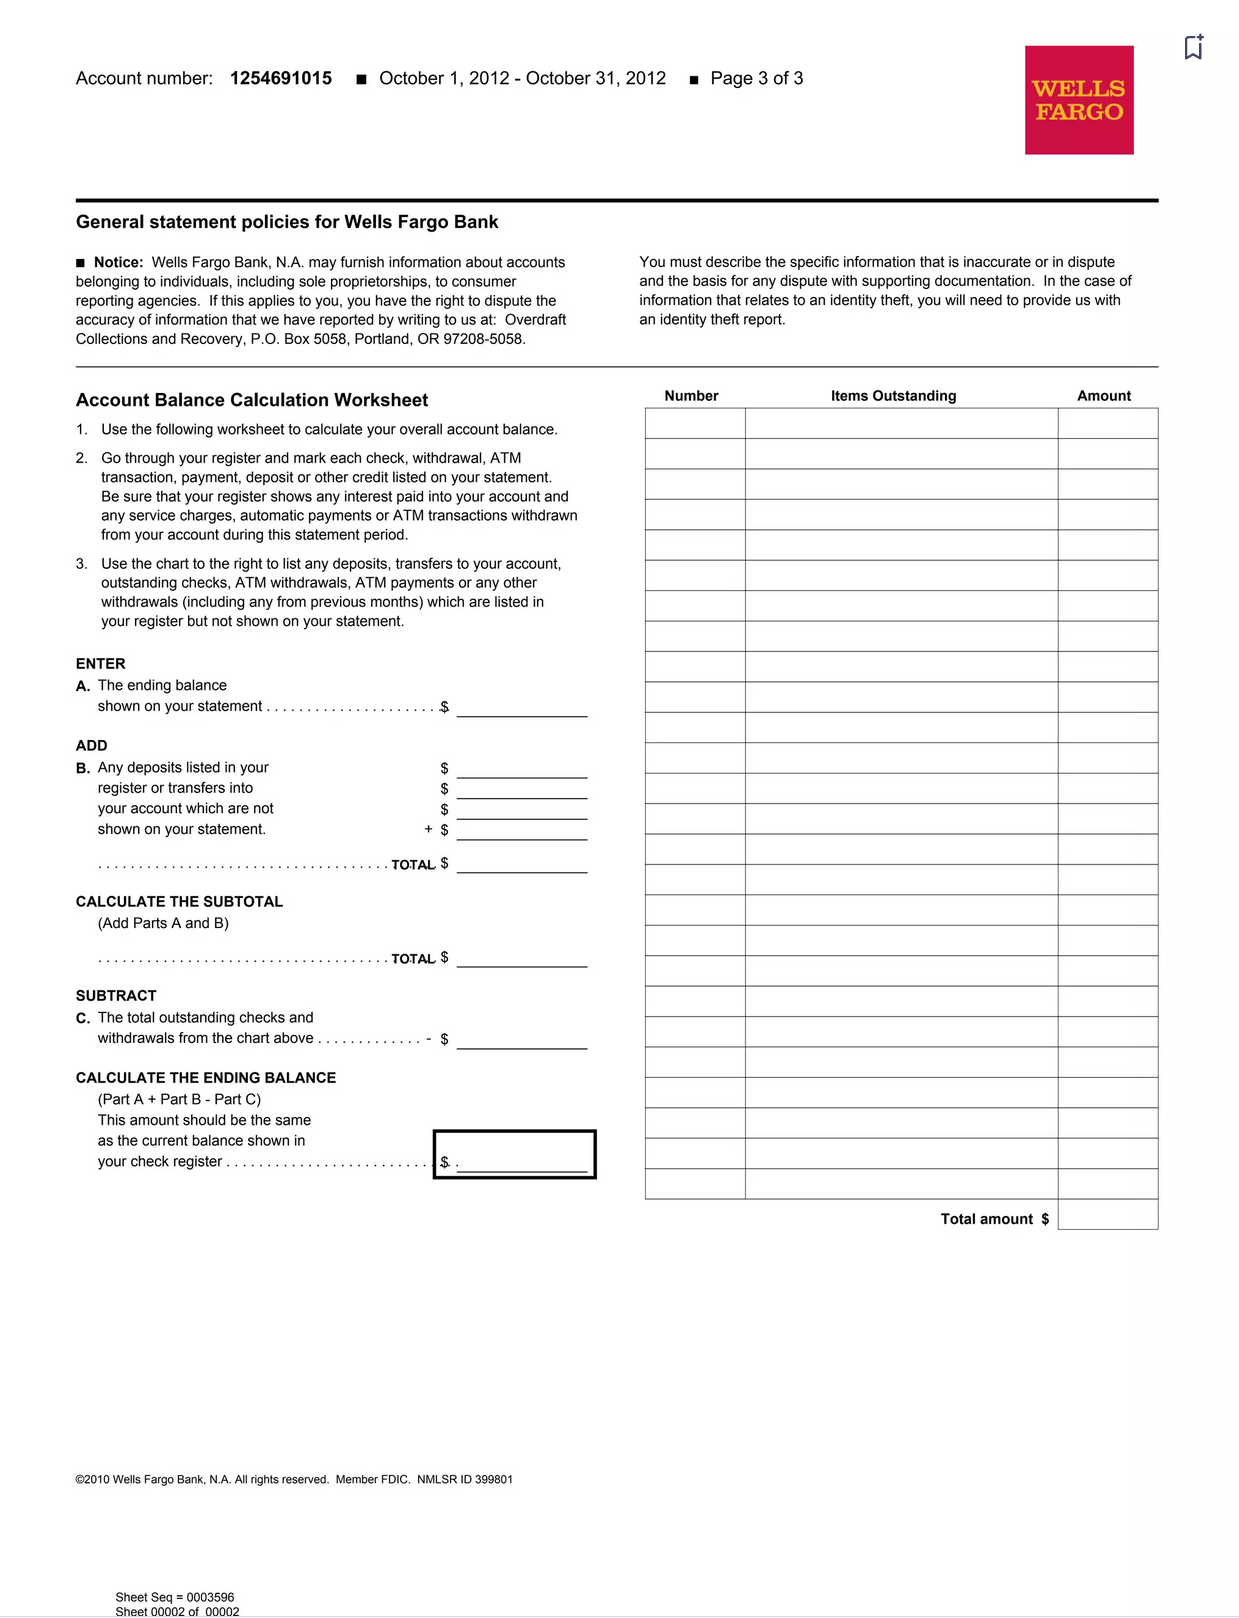 Account number: 1254691015 ■ October 1, 2012 - October 31, 2012 ■ Page 3 of 3
WELLS
FARGO
General statement policies for Wells Fargo Bank
■ Notice: Wells Fargo Bank, N.A. may furnish information about accounts
belonging to individuals, including sole proprietorships, to consumer
reporting agencies. If this applies to you, you have the right to dispute the
accuracy of information that we have reported by writing to us at: Overdraft
Collections and Recovery, P.O. Box 5058, Portland, OR 97208-5058.
You must describe the specific information that is inaccurate or in dispute
and the basis for any dispute with supporting documentation. In the case of
information that relates to an identity theft, you will need to provide us with
an identity theft report.
Account Balance Calculation Worksheet
1. Use the following worksheet to calculate your overall account balance.
2. Go through your register and mark each check, withdrawal, ATM
transaction, payment, deposit or other credit listed on your statement.
Be sure that your register shows any interest paid into your account and
any service charges, automatic payments or ATM transactions withdrawn
from your account during this statement period.
3. Use the chart to the right to list any deposits, transfers to your account,
outstanding checks, ATM withdrawals, ATM payments or any other
withdrawals (including any from previous months) which are listed in
your register but not shown on your statement.
ENTER
A. The ending balance
shown on your statement . . . . . . . . . . . . . . . . . . . . . . $
ADD
B. Any deposits listed in your $
register or transfers into $
your account which are not $
shown on your statement. + $
. . . . . . . . . . . . . . . . . . . . . . . . . . . . . . . . . . . . TOTAL $
CALCULATE THE SUBTOTAL
(Add Parts A and B)
. . . . . . . . . . . . . . . . . . . . . . . . . . . . . . . . . . . . TOTAL $
SUBTRACT
C. The total outstanding checks and
withdrawals from the chart above . . . . . . . . . . . . . - $
CALCULATE THE ENDING BALANCE
(Part A + Part B - Part C)
This amount should be the same
as the current balance shown in
your check register . . . . . . . . . . . . . . . . . . . . . . . . . . $ .
Number Items Outstanding Amount
Total amount $
©2010 Wells Fargo Bank, N.A. All rights reserved. Member FDIC. NMLSR ID 399801
Sheet Seq = 0003596
Sheet 00002 of 00002